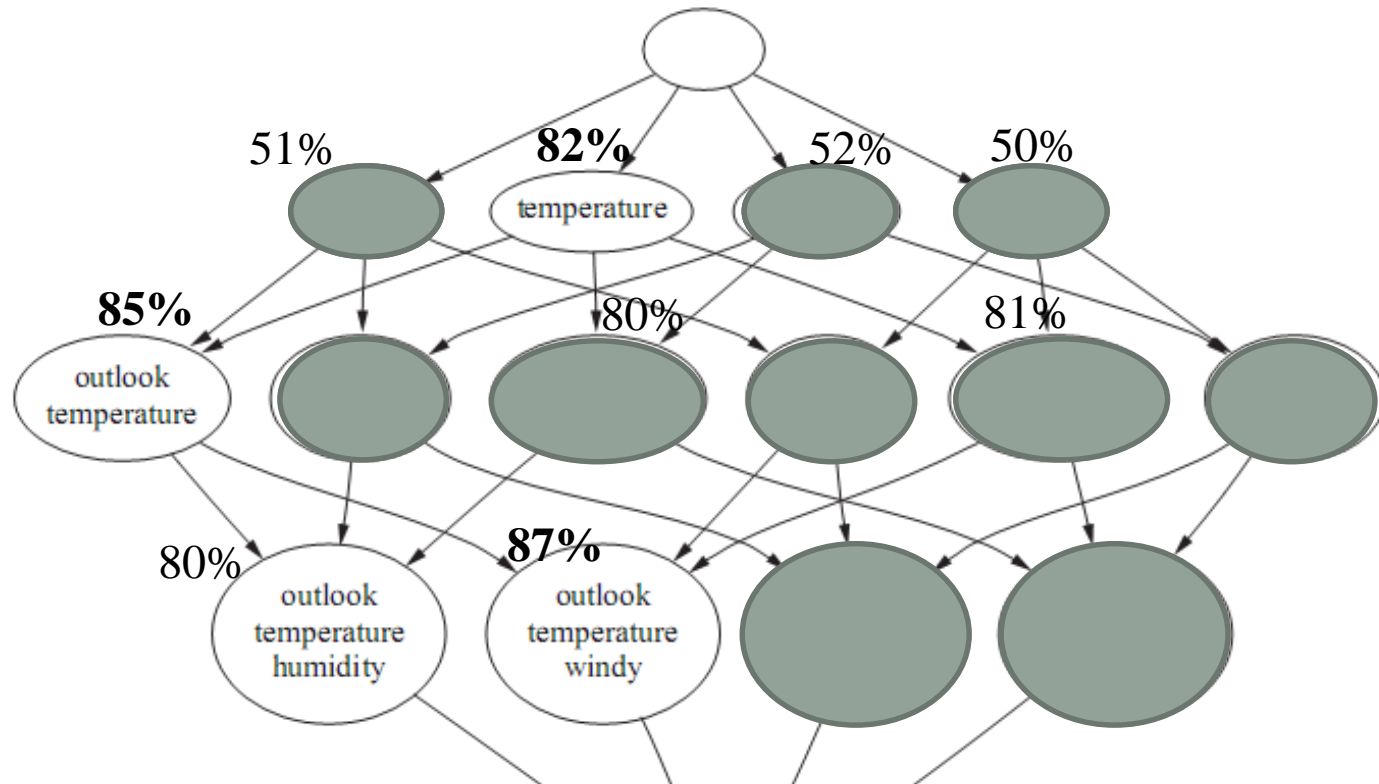 51%
82%
52%
50%
temperature
85%
80%
81%
outlook
temperature
80%
87%
outlook
temperature
humidity
outlook
temperature
windy